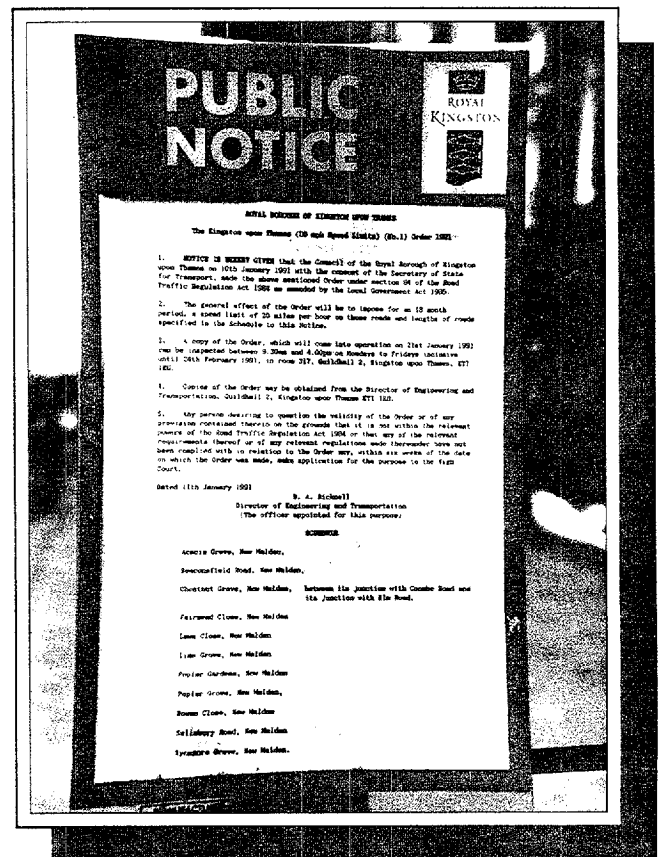 PUBLIC
NOTICE
ROYAL
KINGSTON
ROYAL BOROUGH OF KINGSTON UPON THAMES
The Kingston upon Thames (20 mph Speed Limits) (No.1) Order 1991
1. NOTICE IS HEREBY GIVEN that the Council of the Royal Borough of Kingston
upon Thames on 10th January 1991 with the consent of the Secretary of State
for Transport, made the above mentioned Order under section 84 of the Road
Traffic Regulation Act 1984 as amended by the Local Government Act 1985.
2. The general effect of the Order will be to impose for an 18 month
period, a speed limit of 20 miles per hour on those roads and lengths of roads
specified in the Schedule to this Notice.
3. A copy of the Order, which will come into operation on 21st January 1991
can be inspected between 9.30am and 4.00pm on Mondays to Fridays inclusive
until 24th February 1991, in room 317, Guildhall 2, Kingston upon Thames, KT1
1EU.
4. Copies of the Order may be obtained from the Director of Engineering and
Transportation, Guildhall 2, Kingston upon Thames KT1 1EU.
5. Any person desiring to question the validity of the Order or of any
provision contained therein on the grounds that it is not within the relevant
powers of the Road Traffic Regulation Act 1984 or that any of the relevant
requirements thereof or of any relevant regulations made thereunder have not
been complied with in relation to the Order may, within six weeks of the date
on which the Order was made, make application for the purpose to the High
Court.
Dated 11th January 1991
Director of Engineering and Transportation
(The officer appointed for this purpose)
SCHEDULE
Acacia Grove, New Malden,
Beaconsfield Road, New Malden,
Chestnut Grove, New Malden, between its junction with Coombe Road and
its junction with Elm Road.
Fairmead Close, New Malden
Lawn Close, New Malden
Lime Grove, New Malden
Poplar Gardens, New Malden
Poplar Grove, New Malden,
Rowan Close, New Malden
Salisbury Road, New Malden
Sycamore Grove, New Malden.